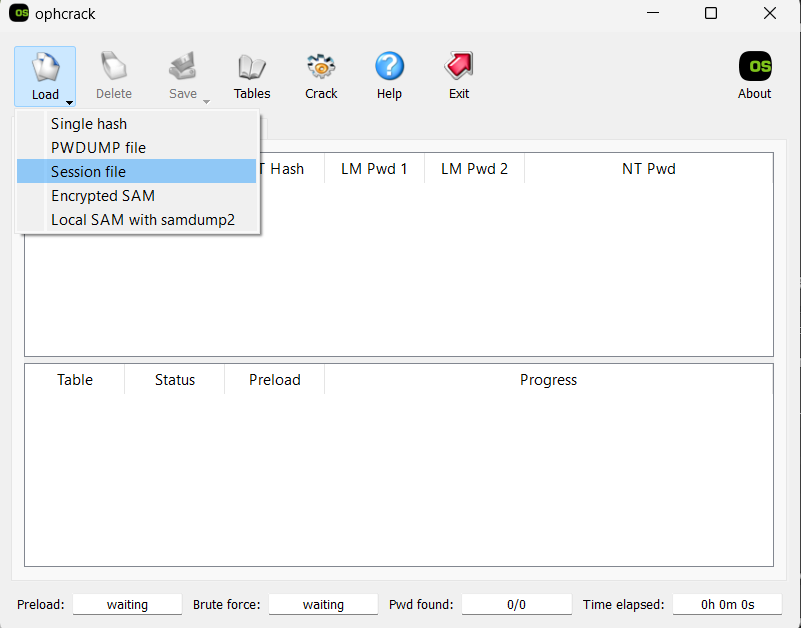 OS ophcrack
Load Delete Save Tables Crack Help Exit OS About
Single hash
PWDUMP file
Session file
Encrypted SAM
Local SAM with samdump2
Hash LM Pwd 1 LM Pwd 2 NT Pwd
Table Status Preload Progress
Preload: waiting Brute force: waiting Pwd found: 0/0 Time elapsed: 0h 0m 0s